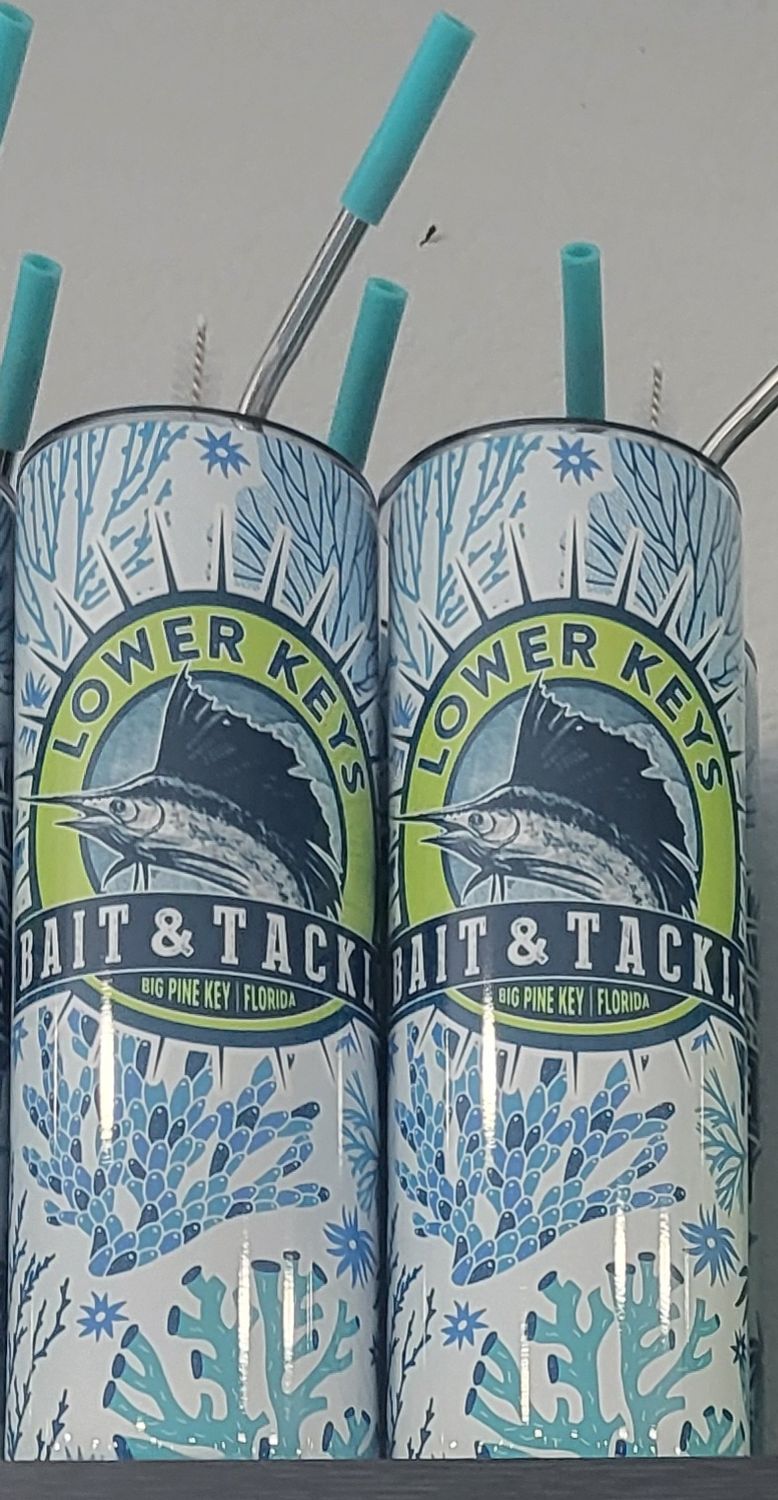 LOWER KEYS
BAIT & TACKL
BIG PINE KEY | FLORIDA
LOWER KEYS
BAIT & TACKL
BIG PINE KEY | FLORIDA